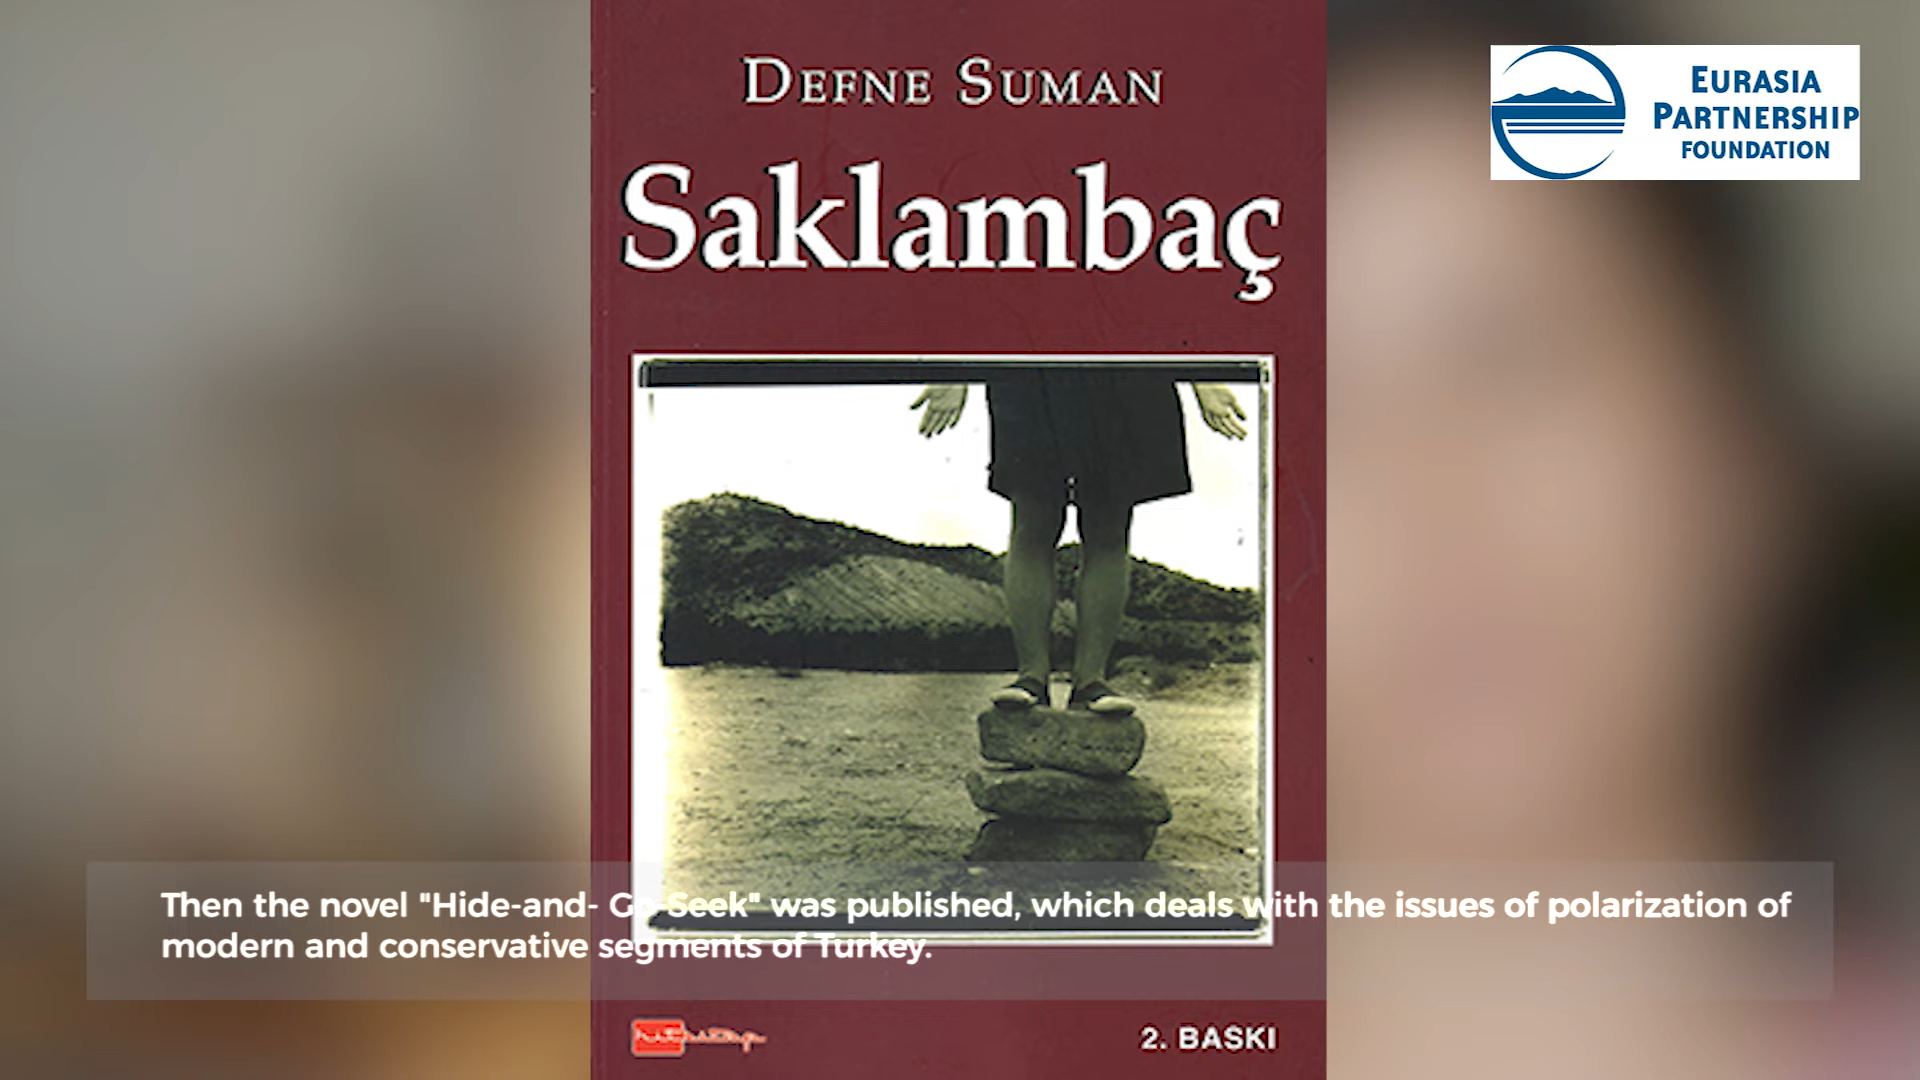 DEFNE SUMAN
Saklambaç
EURASIA
PARTNERSHIP
FOUNDATION
Then the novel "Hide-and- Go-Seek" was published, which deals with the issues of polarization of
modern and conservative segments of Turkey.
2. BASKI